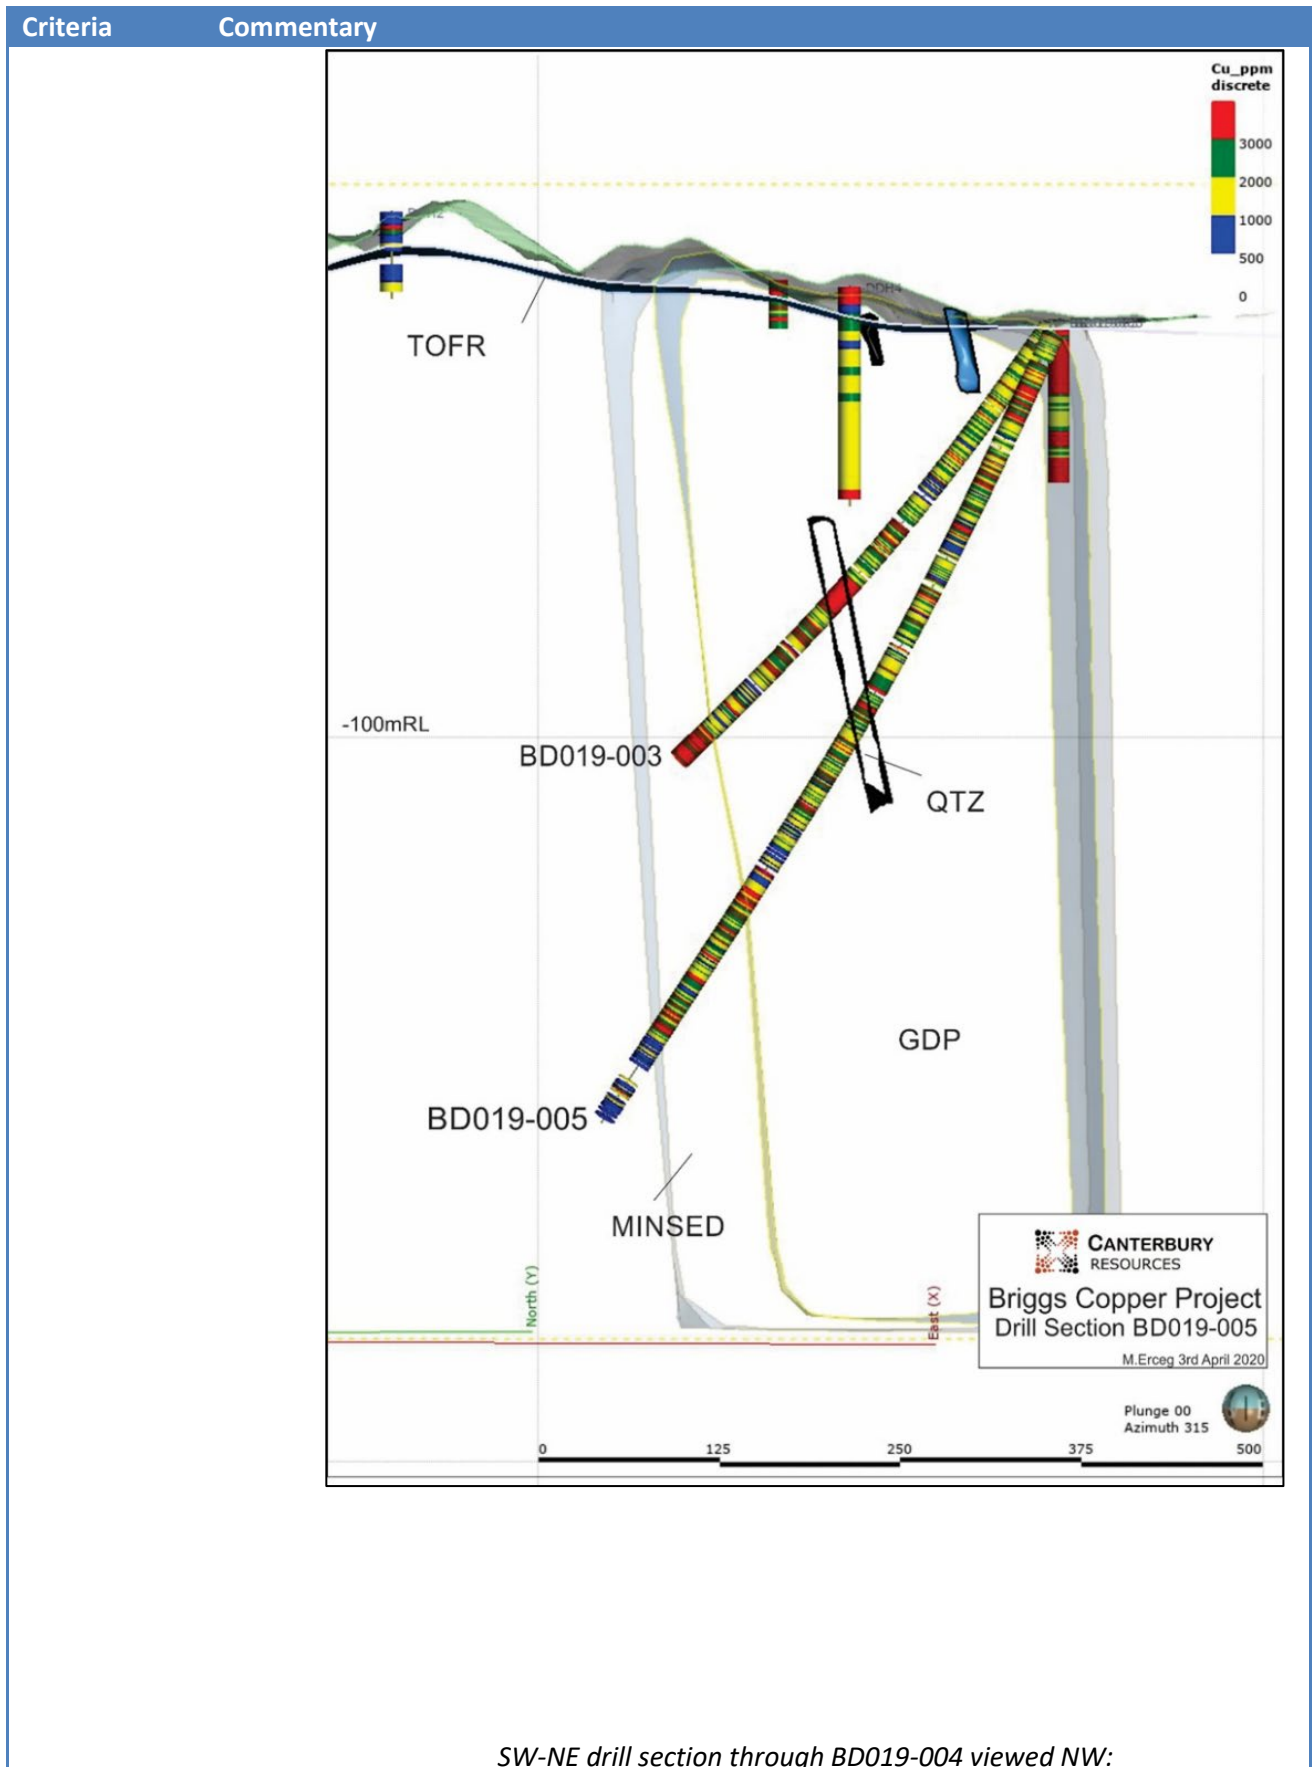 Criteria Commentary
Cu_ppm
discrete
3000
2000
1000
500
0
DDH4
TOFR
-100mRL
BD019-003
QTZ
GDP
BD019-005
MINSED
CANTERBURY
RESOURCES
Briggs Copper Project
Drill Section BD019-005
M.Erceg 3rd April 2020
North (Y)
East (X)
Plunge 00
Azimuth 315
0 125 250 375 500
SW-NE drill section through BD019-004 viewed NW: